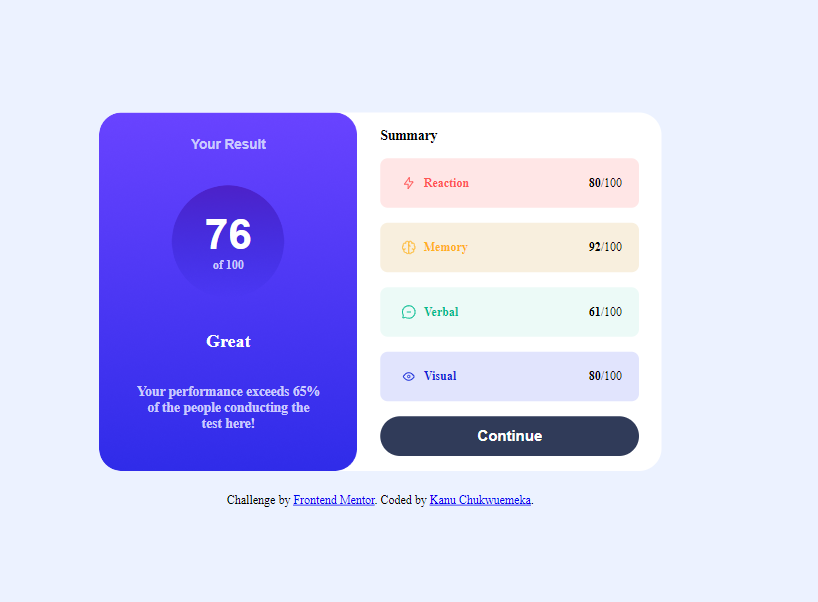 Your Result
76
of 100
Great
Your performance exceeds 65%
of the people conducting the
test here!
Summary
Reaction 80/100
Memory 92/100
Verbal 61/100
Visual 80/100
Continue
Challenge by Frontend Mentor. Coded by Kanu Chukwuemeka.